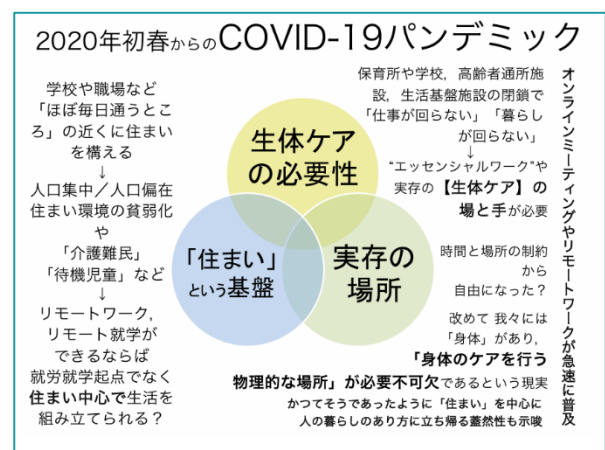 2020年初春からのCOVID-19パンデミック
学校や職場など
「ほぼ毎日通うとこ
ろ」の近くに住まい
を構える
↓
人口集中／人口偏在
住まい環境の貧弱化
や
「介護難民」
「待機児童」など
↓
リモートワーク,
リモート就学が
できるならば
就労就学起点でなく
住まい中心で生活を
組み立てられる？
生体ケア
の必要性
「住まい」
という基盤
実存の
場所
保育所や学校，高齢者通所施
設，生活基盤施設の閉鎖で
「仕事が回らない」「暮らし
が回らない」
↓
“エッセンシャルワーク”や
実存の【生体ケア】の
場と手が必要
時間と場所の制約
から
自由になった？
改めて 我々には
「身体」があり,
「身体のケアを行う
物理的な場所」が必要不可欠であるという現実
かつてそうであったように「住まい」を中心に
人の暮らしのあり方に立ち帰る蓋然性も示唆
オンラインミーティングやリモートワークが急速に普及